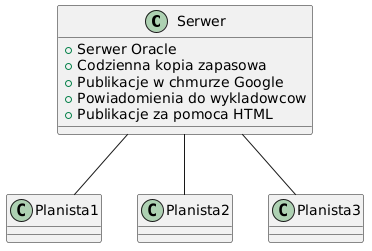 C Serwer
Serwer Oracle
Codzienna kopia zapasowa
Publikacje w chmurze Google
Powiadomienia do wykladowcow
Publikacje za pomoca HTML
C Planista1
C Planista2
C Planista3